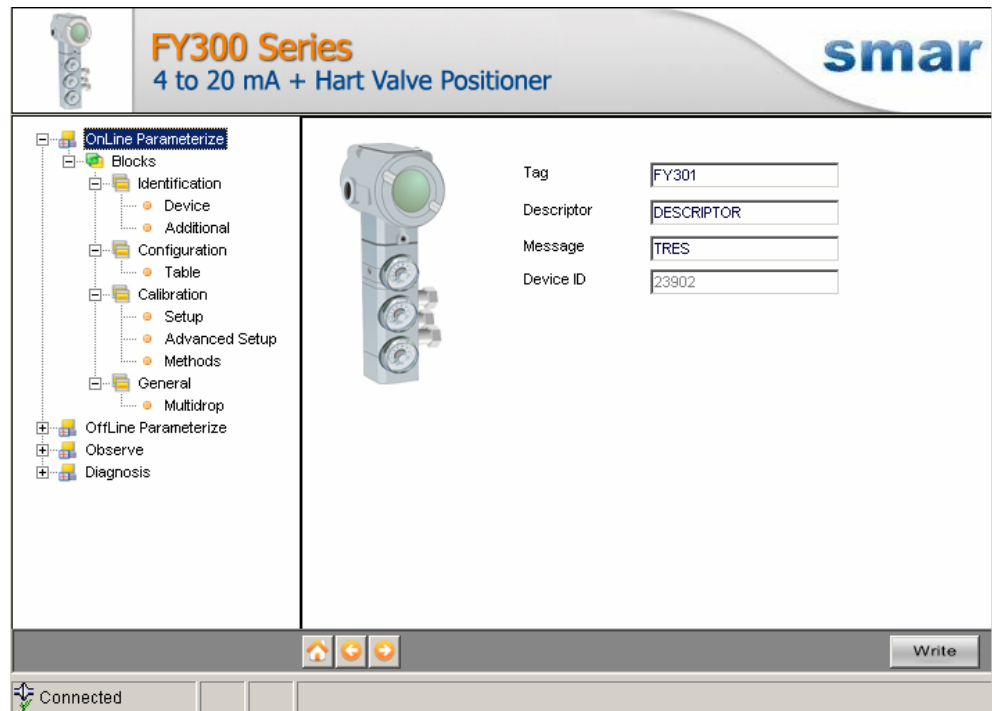 FY300 Series
4 to 20 mA + Hart Valve Positioner
smar
OnLine Parameterize
Blocks
Identification
Device
Additional
Configuration
Table
Calibration
Setup
Advanced Setup
Methods
General
Multidrop
OffLine Parameterize
Observe
Diagnosis
Tag FY301
Descriptor DESCRIPTOR
Message TRES
Device ID 23902
Write
Connected